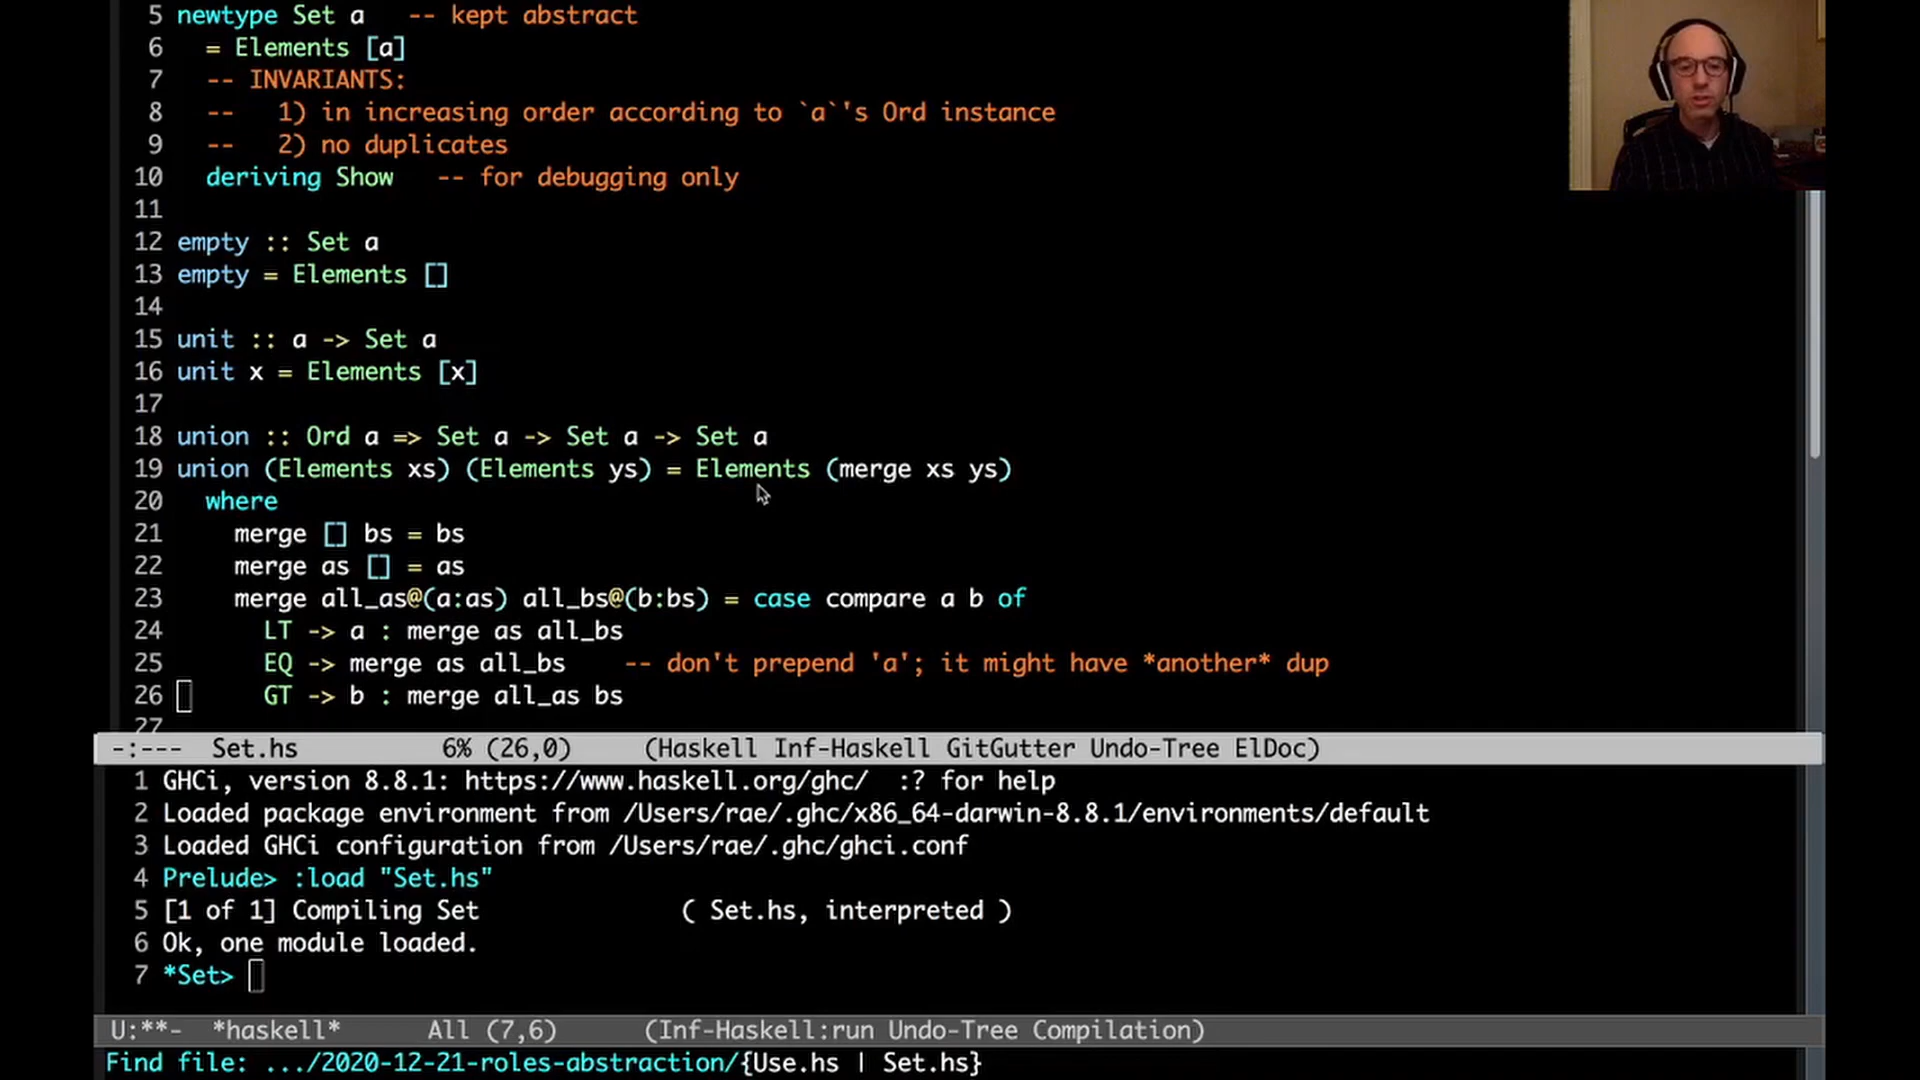 5 newtype Set a   -- kept abstract
6   = Elements [a]
7   -- INVARIANTS:
8   --   1) in increasing order according to `a`'s Ord instance
9   --   2) no duplicates
10   deriving Show   -- for debugging only
11
12 empty :: Set a
13 empty = Elements []
14
15 unit :: a -> Set a
16 unit x = Elements [x]
17
18 union :: Ord a => Set a -> Set a -> Set a
19 union (Elements xs) (Elements ys) = Elements (merge xs ys)
20   where
21     merge [] bs = bs
22     merge as [] = as
23     merge all_as@(a:as) all_bs@(b:bs) = case compare a b of
24       LT -> a : merge as all_bs
25       EQ -> merge as all_bs    -- don't prepend 'a'; it might have *another* dup
26       GT -> b : merge all_as bs
27
-:---  Set.hs          6% (26,0)     (Haskell Inf-Haskell GitGutter Undo-Tree ElDoc)
1 GHCi, version 8.8.1: https://www.haskell.org/ghc/  :? for help
2 Loaded package environment from /Users/rae/.ghc/x86_64-darwin-8.8.1/environments/default
3 Loaded GHCi configuration from /Users/rae/.ghc/ghci.conf
4 Prelude> :load "Set.hs"
5 [1 of 1] Compiling Set              ( Set.hs, interpreted )
6 Ok, one module loaded.
7 *Set>
U:**-  *haskell*      All (7,6)      (Inf-Haskell:run Undo-Tree Compilation)
Find file: .../2020-12-21-roles-abstraction/{Use.hs | Set.hs}